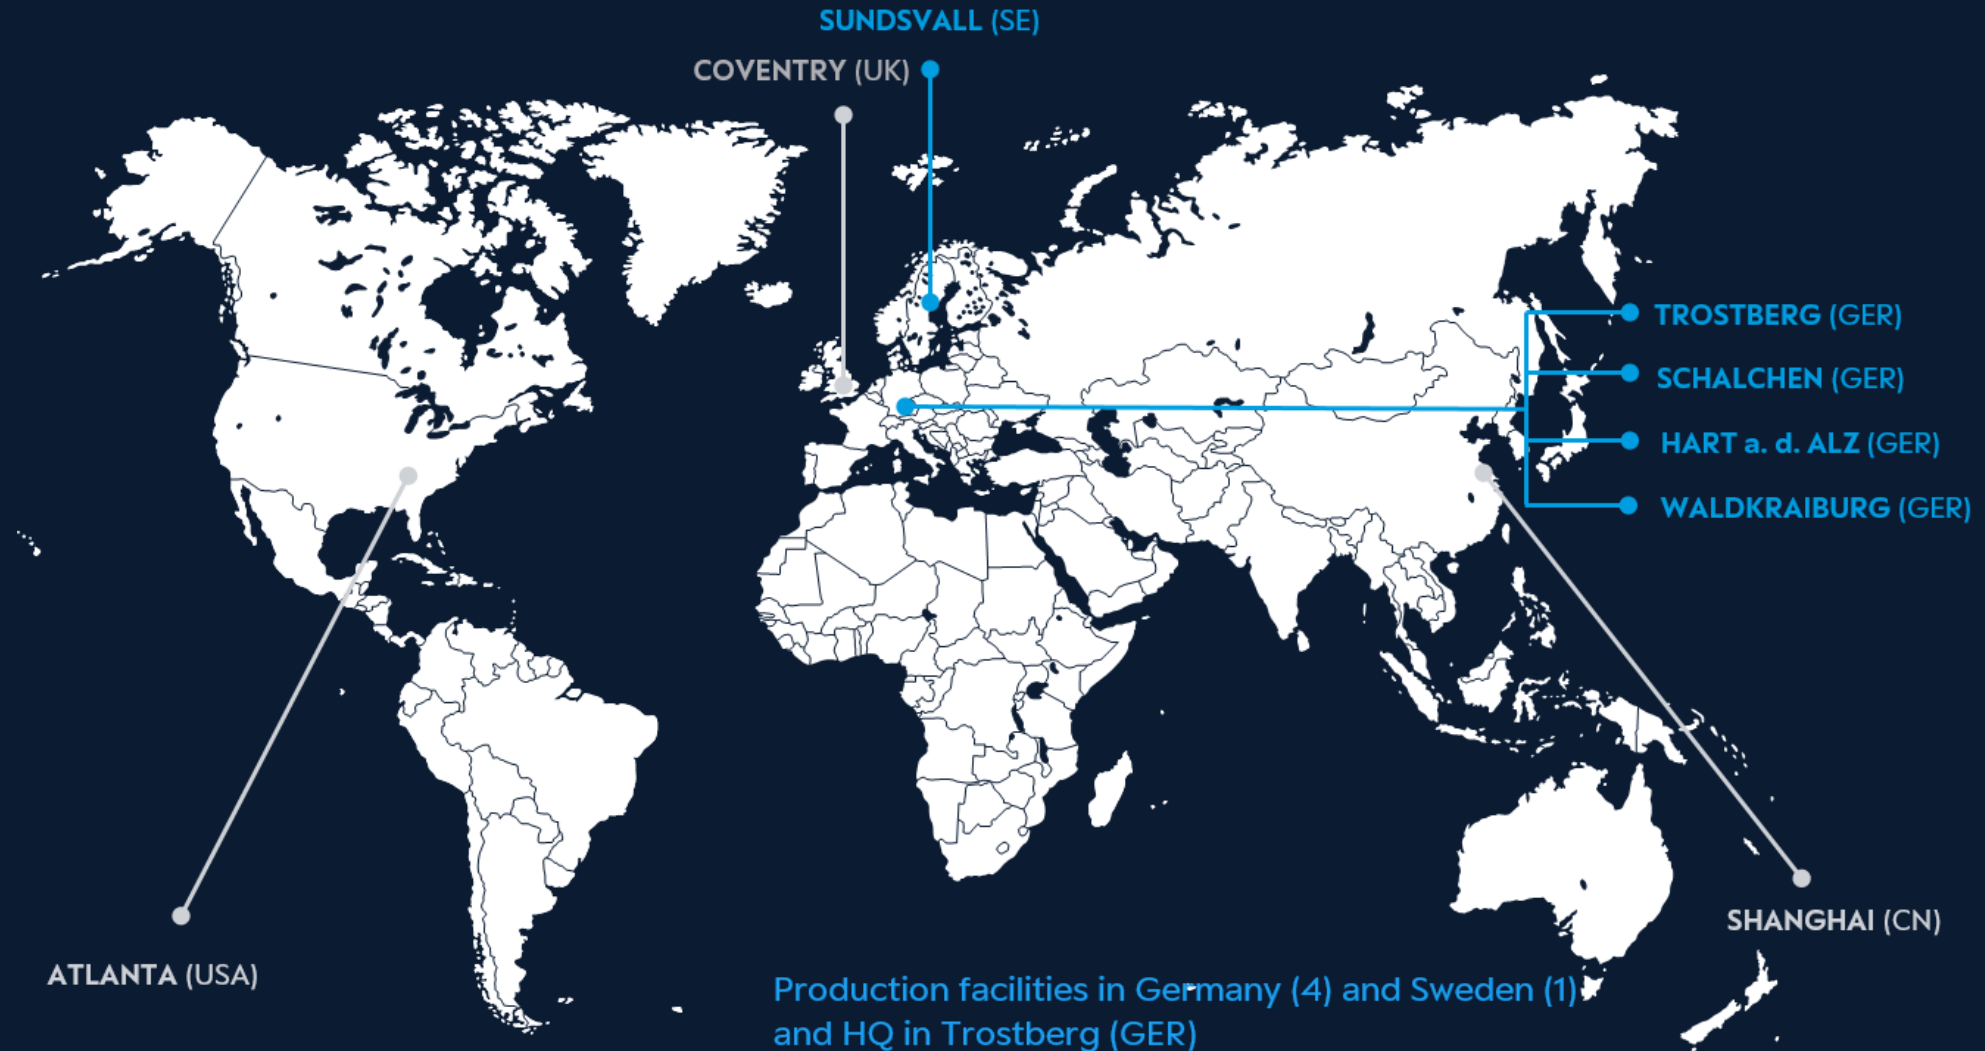 SUNDSVALL (SE)
COVENTRY (UK)
TROSTBERG (GER)
SCHALCHEN (GER)
HART a. d. ALZ (GER)
WALDKRAIBURG (GER)
SHANGHAI (CN)
ATLANTA (USA)
Production facilities in Germany (4) and Sweden (1)
and HQ in Trostberg (GER)